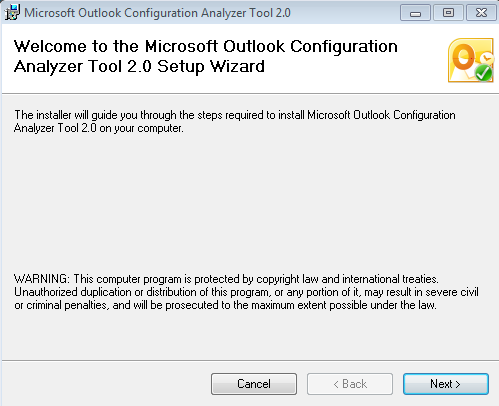 Microsoft Outlook Configuration Analyzer Tool 2.0
Welcome to the Microsoft Outlook Configuration
Analyzer Tool 2.0 Setup Wizard
The installer will guide you through the steps required to install Microsoft Outlook Configuration
Analyzer Tool 2.0 on your computer.
WARNING: This computer program is protected by copyright law and international treaties.
Unauthorized duplication or distribution of this program, or any portion of it, may result in severe civil
or criminal penalties, and will be prosecuted to the maximum extent possible under the law.
Cancel
< Back
Next >